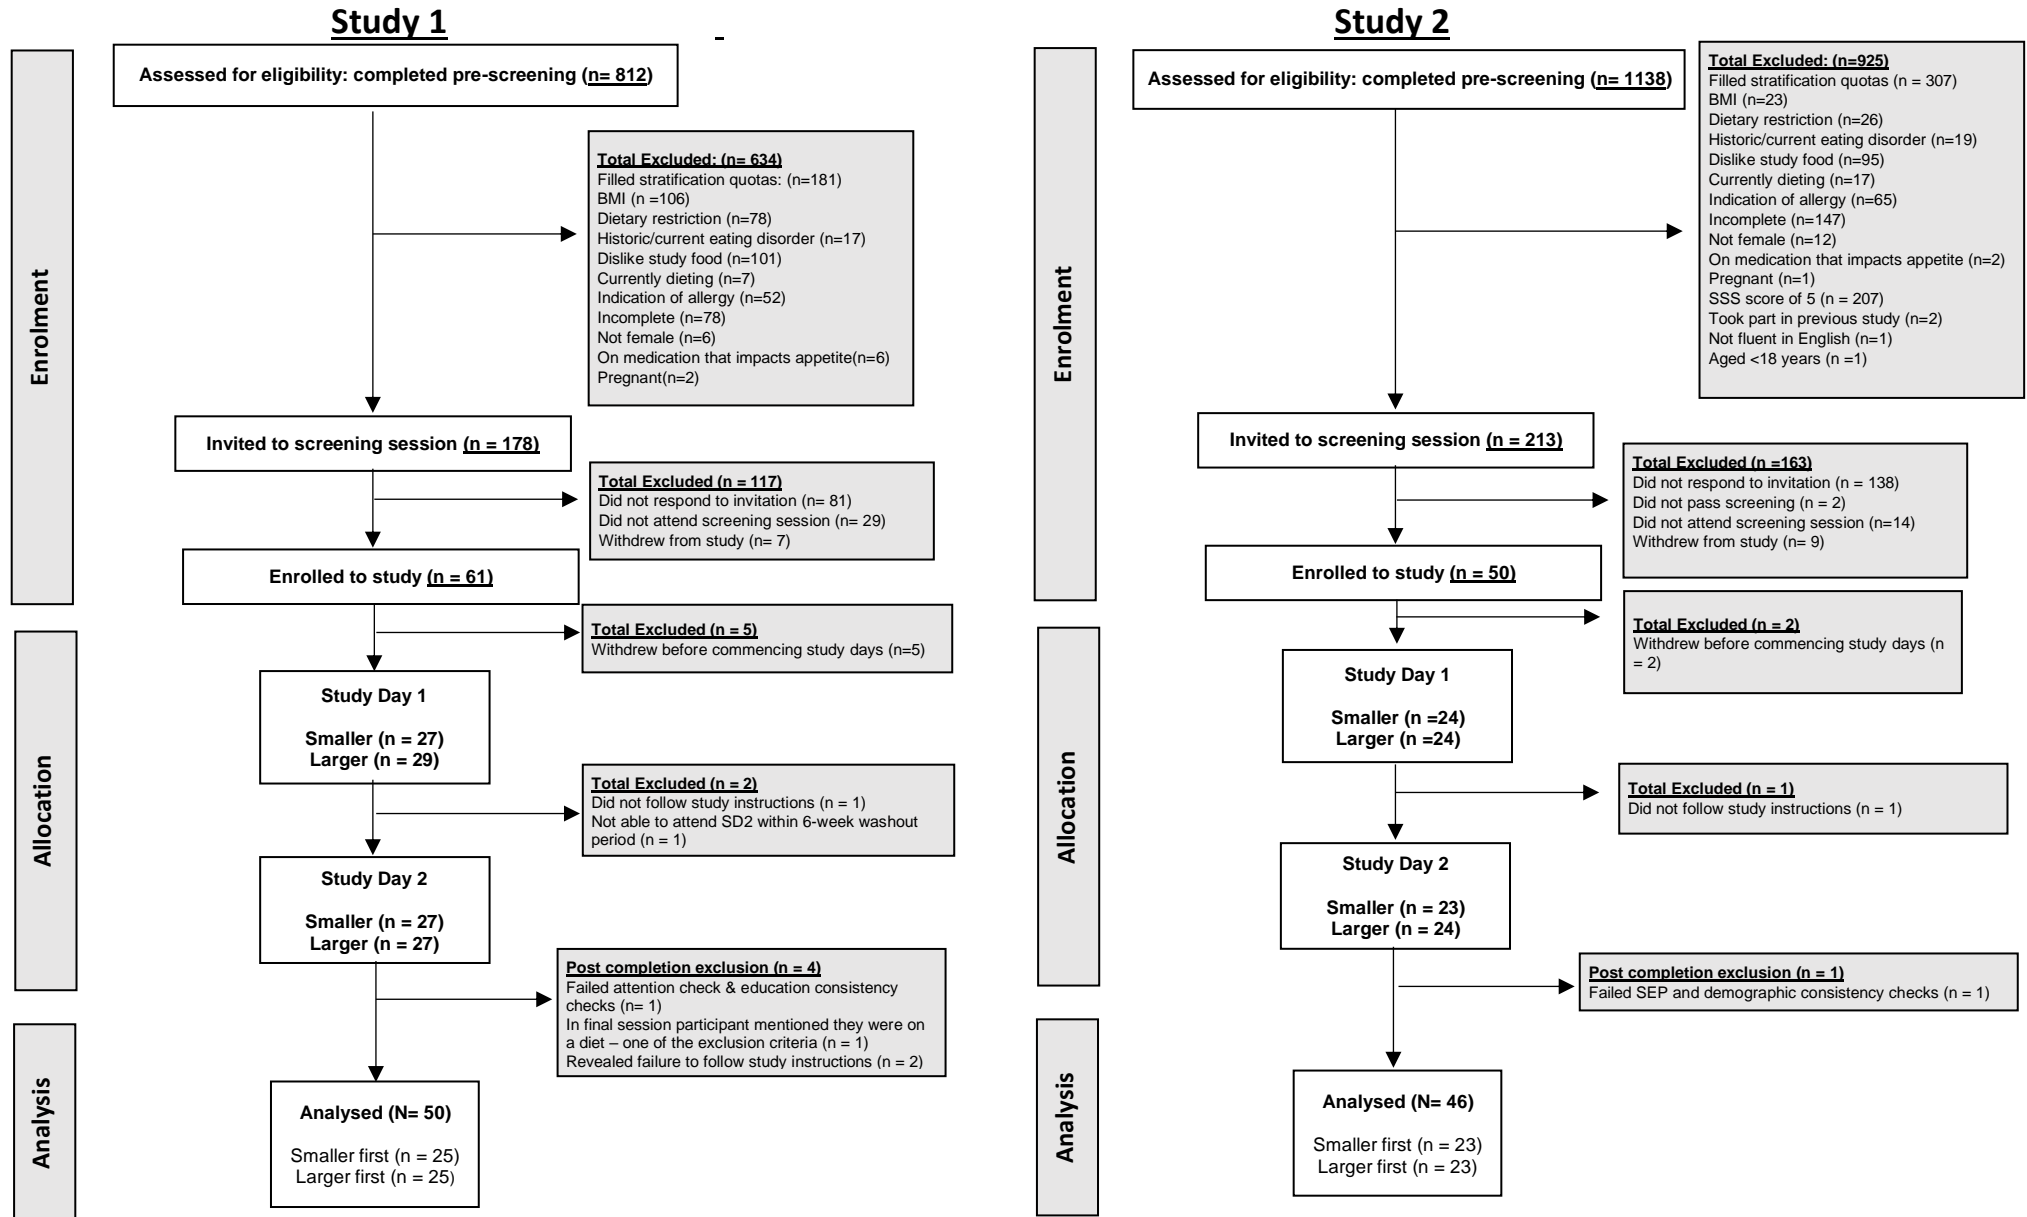 Study 1
Enrolment
Assessed for eligibility: completed pre-screening (n= 812)
Total Excluded: (n= 634)
Filled stratification quotas: (n=181)
BMI (n =106)
Dietary restriction (n=78)
Historic/current eating disorder (n=17)
Dislike study food (n=101)
Currently dieting (n=7)
Indication of allergy (n=52)
Incomplete (n=78)
Not female (n=6)
On medication that impacts appetite(n=6)
Pregnant(n=2)
Invited to screening session (n = 178)
Total Excluded (n = 117)
Did not respond to invitation (n= 81)
Did not attend screening session (n= 29)
Withdrew from study (n= 7)
Enrolled to study (n = 61)
Allocation
Total Excluded (n = 5)
Withdrew before commencing study days (n=5)
Study Day 1
Smaller (n = 27)
Larger (n = 29)
Total Excluded (n = 2)
Did not follow study instructions (n = 1)
Not able to attend SD2 within 6-week washout
period (n = 1)
Study Day 2
Smaller (n = 27)
Larger (n = 27)
Post completion exclusion (n = 4)
Failed attention check & education consistency
checks (n= 1)
In final session participant mentioned they were on
a diet – one of the exclusion criteria (n = 1)
Revealed failure to follow study instructions (n = 2)
Analysis
Analysed (N= 50)
Smaller first (n = 25)
Larger first (n = 25)
Study 2
Enrolment
Assessed for eligibility: completed pre-screening (n= 1138)
Total Excluded: (n=925)
Filled stratification quotas (n = 307)
BMI (n=23)
Dietary restriction (n=26)
Historic/current eating disorder (n=19)
Dislike study food (n=95)
Currently dieting (n=17)
Indication of allergy (n=65)
Incomplete (n=147)
Not female (n=12)
On medication that impacts appetite (n=2)
Pregnant (n=1)
SSS score of 5 (n = 207)
Took part in previous study (n=2)
Not fluent in English (n=1)
Aged <18 years (n =1)
Invited to screening session (n = 213)
Total Excluded (n =163)
Did not respond to invitation (n = 138)
Did not pass screening (n = 2)
Did not attend screening session (n=14)
Withdrew from study (n= 9)
Enrolled to study (n = 50)
Allocation
Total Excluded (n = 2)
Withdrew before commencing study days (n
= 2)
Study Day 1
Smaller (n =24)
Larger (n =24)
Total Excluded (n = 1)
Did not follow study instructions (n = 1)
Study Day 2
Smaller (n = 23)
Larger (n = 24)
Post completion exclusion (n = 1)
Failed SEP and demographic consistency checks (n = 1)
Analysis
Analysed (N= 46)
Smaller first (n = 23)
Larger first (n = 23)